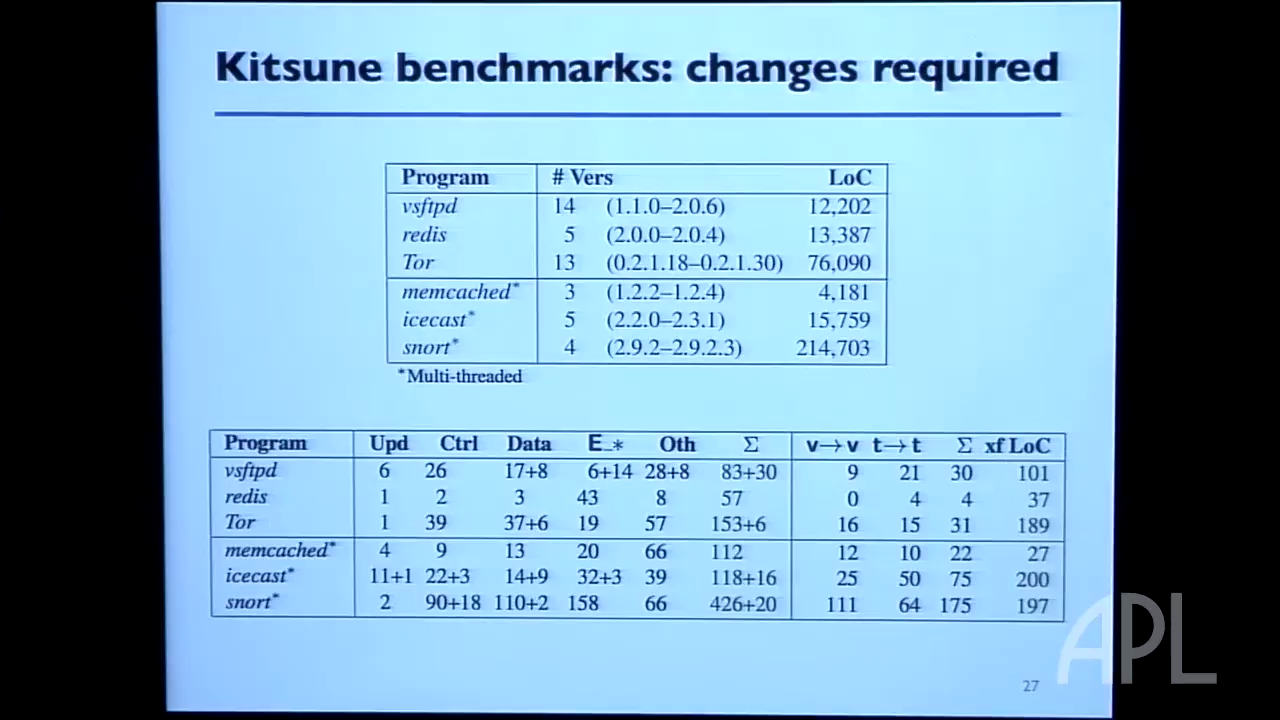 Kitsune benchmarks: changes required
Program # Vers LoC
vsftpd 14 (1.1.0–2.0.6) 12,202
redis 5 (2.0.0–2.0.4) 13,387
Tor 13 (0.2.1.18–0.2.1.30) 76,090
memcached* 3 (1.2.2–1.2.4) 4,181
icecast* 5 (2.2.0–2.3.1) 15,759
snort* 4 (2.9.2–2.9.2.3) 214,703
*Multi-threaded
Program Upd Ctrl Data E_* Oth Σ v→v t→t Σ xf LoC
vsftpd 6 26 17+8 6+14 28+8 83+30 9 21 30 101
redis 1 2 3 43 8 57 0 4 4 37
Tor 1 39 37+6 19 57 153+6 16 15 31 189
memcached* 4 9 13 20 66 112 12 10 22 27
icecast* 11+1 22+3 14+9 32+3 39 118+16 25 50 75 200
snort* 2 90+18 110+2 158 66 426+20 111 64 175 197
APL
27